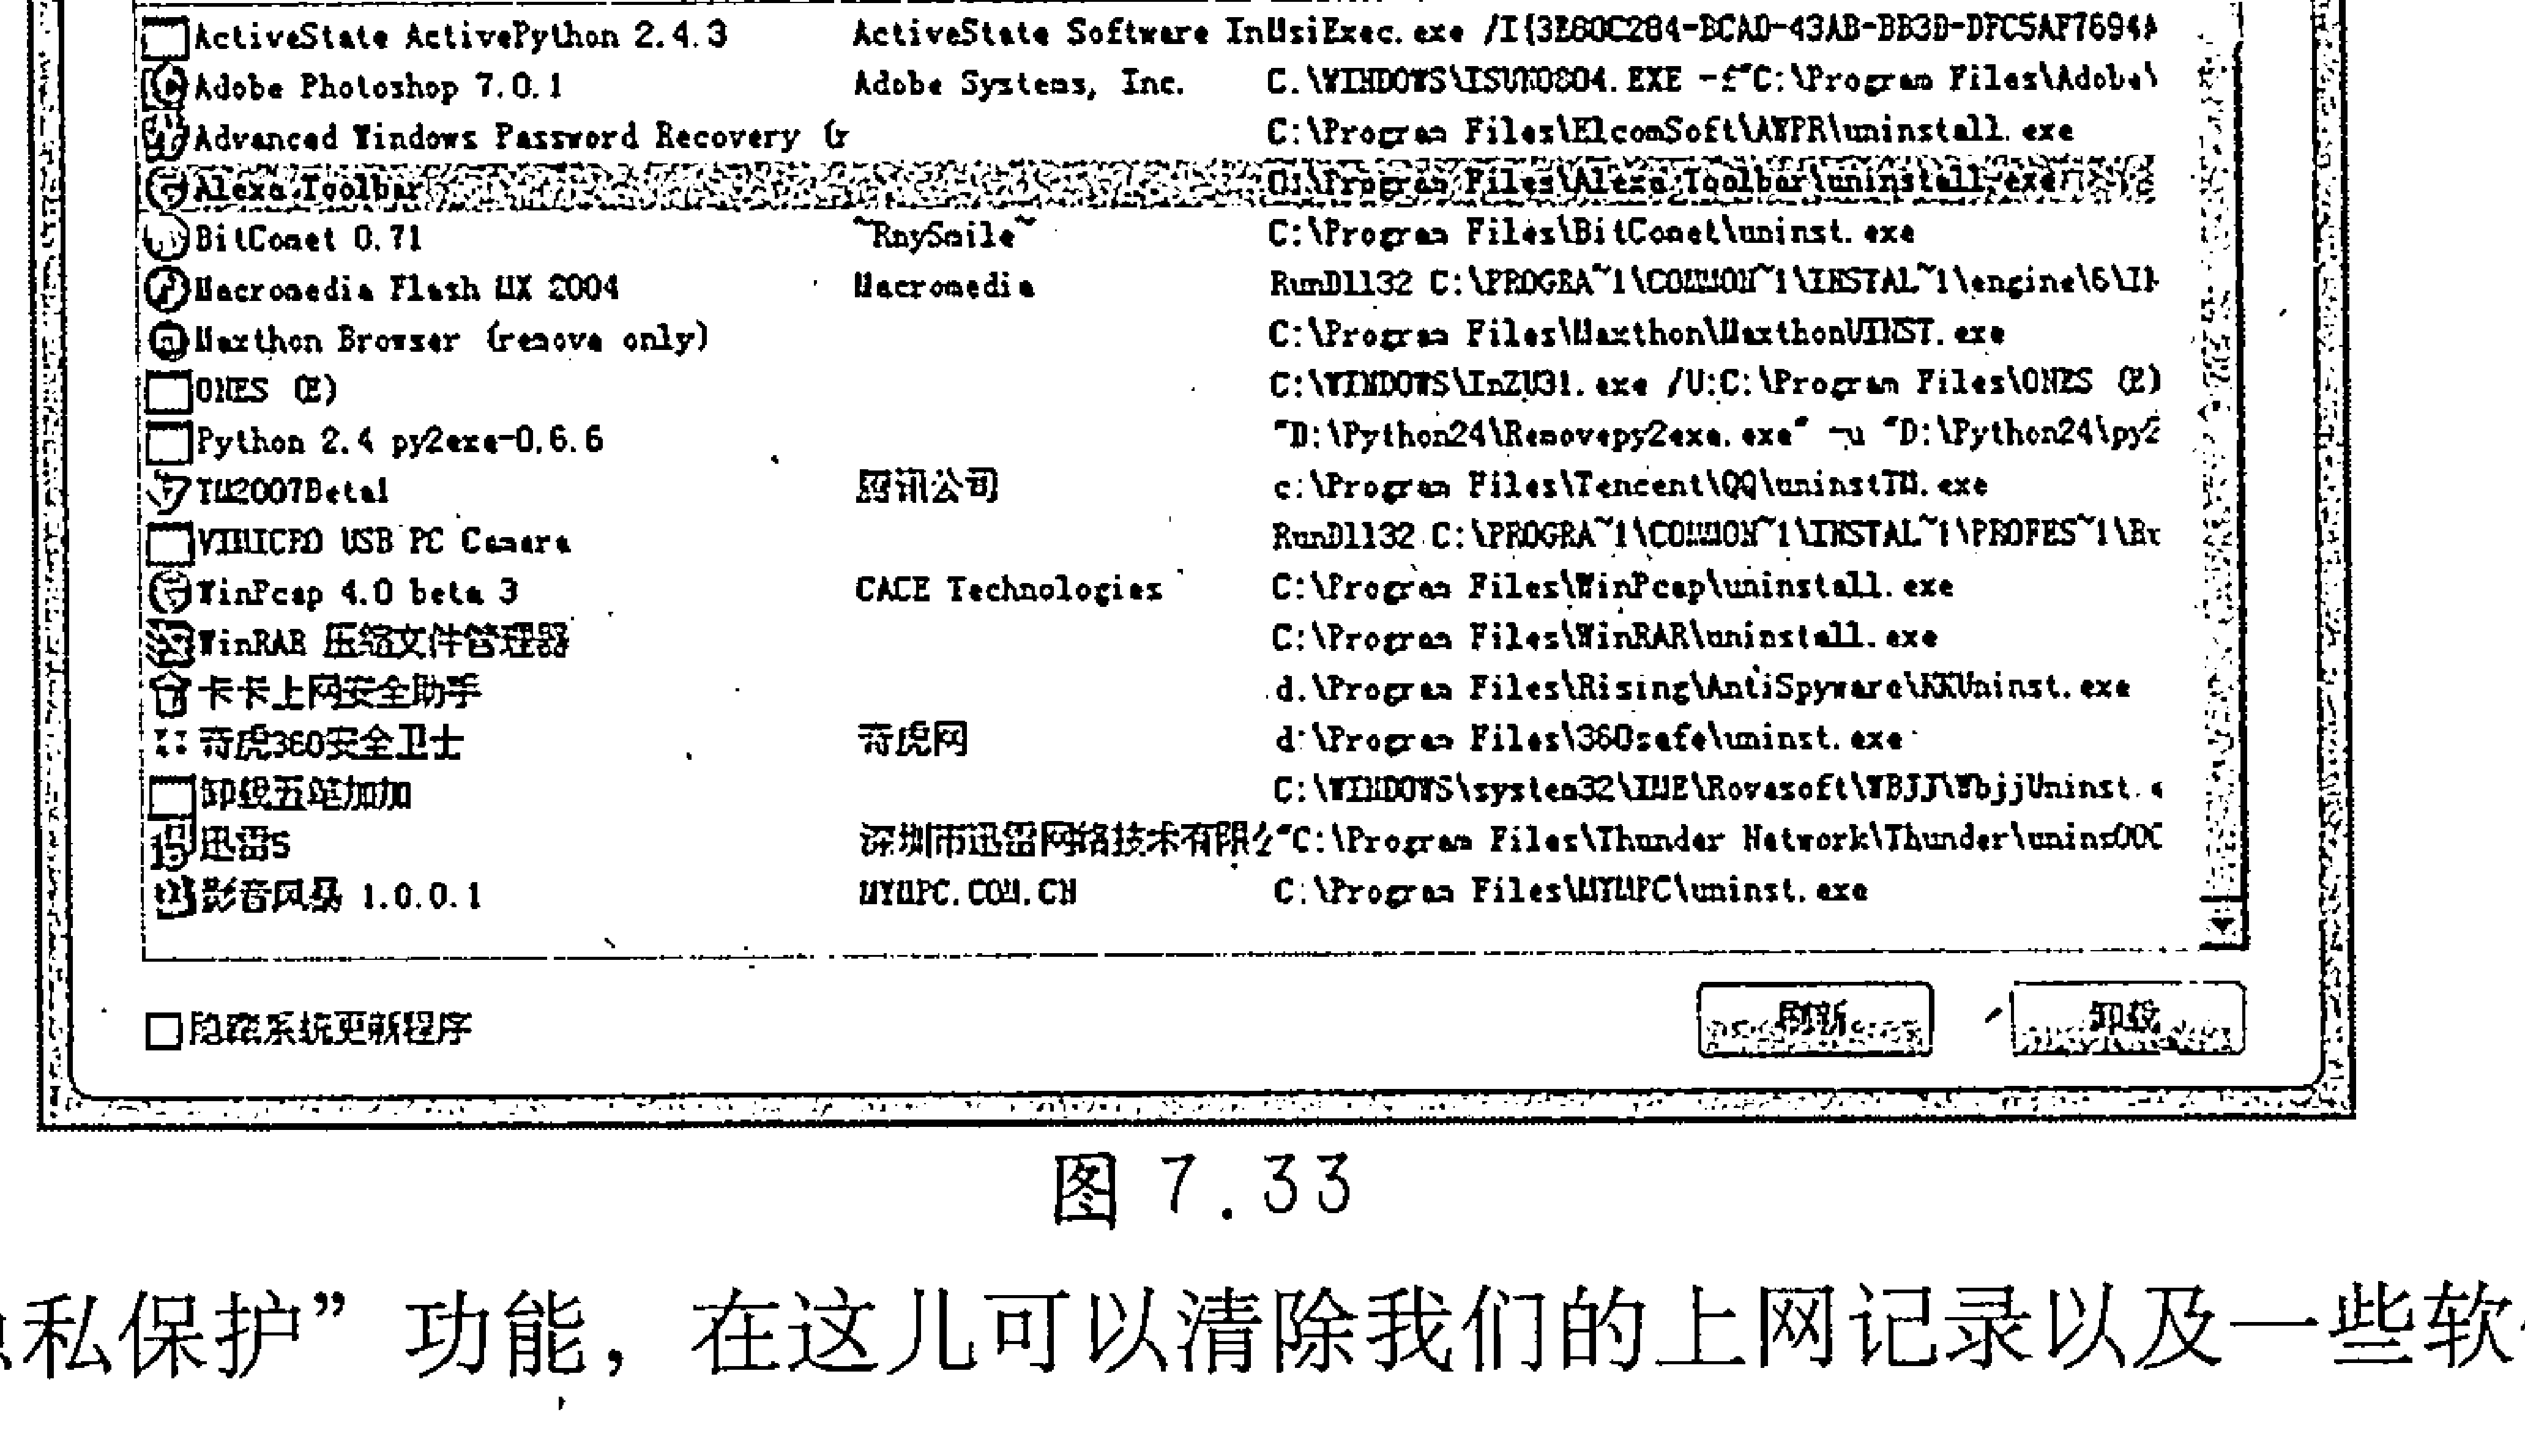 ActiveState ActivePython 2.4.3 ActiveState Software In MsiExec.exe /I{3E80C284-BCAD-43AB-BB3B-DFC5AF7694A
Adobe Photoshop 7.0.1 Adobe Systems, Inc. C:\WINDOWS\ISUN0804.EXE -f"C:\Program Files\Adobe\
Advanced Windows Password Recovery (r C:\Program Files\ElcomSoft\AWPR\uninstall.exe
Alexa Toolbar C:\Program Files\Alexa Toolbar\uninstall.exe
BitComet 0.71 ~RnySmile~ C:\Program Files\BitComet\uninst.exe
Macromedia Flash MX 2004 Macromedia RunDll32 C:\PROGRA~1\COMMON~1\INSTAL~1\engine\6\I
Maxthon Browser (remove only) C:\Program Files\Maxthon\MaxthonUINST.exe
ONES (E) C:\WINDOWS\InZU31.exe /U:C:\Program Files\ONES (E)
Python 2.4 py2exe-0.6.6 "D:\Python24\Removepy2exe.exe" -u "D:\Python24\py2
TM2007Beta1 腾讯公司 c:\Program Files\Tencent\QQ\uninstTM.exe
VIMICRO USB PC Camera RunDll32 C:\PROGRA~1\COMMON~1\INSTAL~1\PROFES~1\Ru
WinPcap 4.0 beta 3 CACE Technologies C:\Program Files\WinPcap\uninstall.exe
WinRAR 压缩文件管理器 C:\Program Files\WinRAR\uninstall.exe
卡卡上网安全助手 d:\Program Files\Rising\AntiSpyware\KKUninst.exe
奇虎360安全卫士 奇虎网 d:\Program Files\360safe\uninst.exe
卸载五笔加加 C:\WINDOWS\system32\IME\Rovasoft\WBJJ\WbjjUninst.e
迅雷5 深圳市迅雷网络技术有限公 "C:\Program Files\Thunder Network\Thunder\unins000
影音风暴 1.0.0.1 MYMPC.COM.CN C:\Program Files\MYMPC\uninst.exe
隐藏系统更新程序 刷新 卸载
图 7.33
私保护”功能，在这儿可以清除我们的上网记录以及一些软